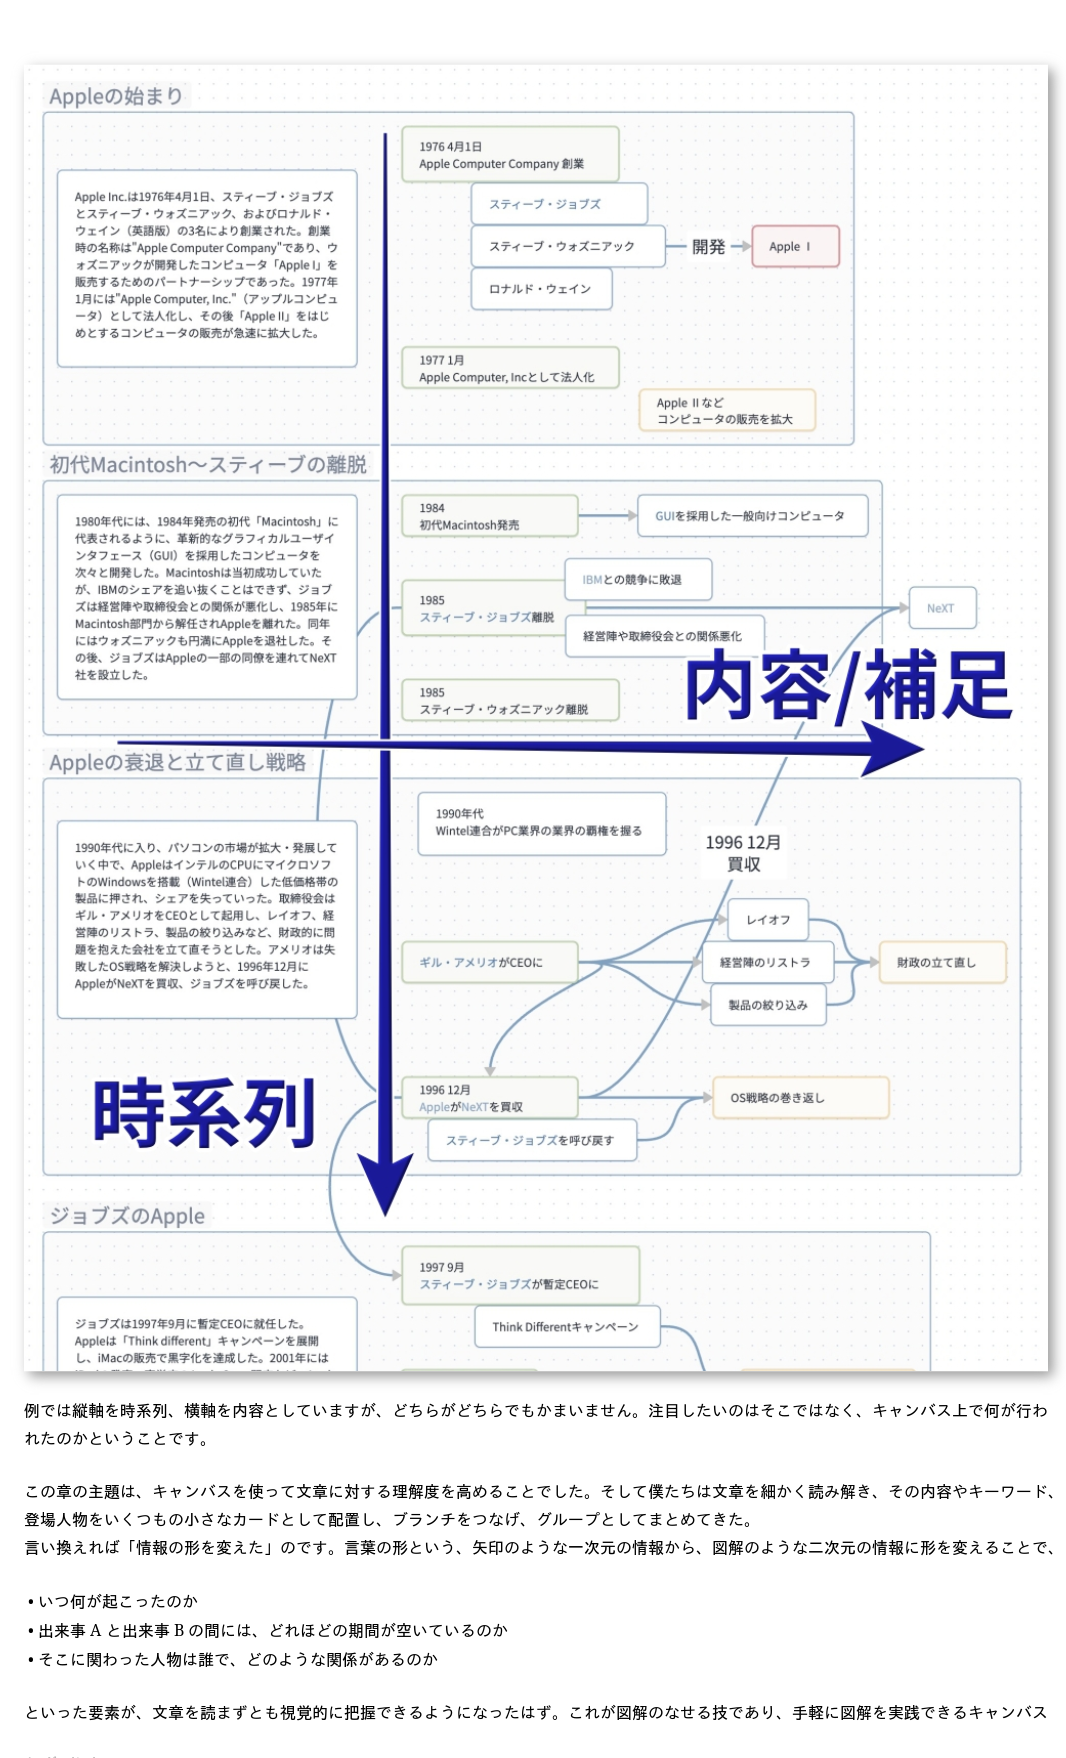 Appleの始まり
Apple Inc.は1976年4月1日、スティーブ・ジョブズ
とスティーブ・ウォズニアック、およびロナルド・
ウェイン（英語版）の3名により創業された。創業
時の名称は"Apple Computer Company"であり、ウ
ォズニアックが開発したコンピュータ「Apple I」を
販売するためのパートナーシップであった。1977年
1月には"Apple Computer, Inc."（アップルコンピュ
ータ）として法人化し、その後「Apple II」をはじ
めとするコンピュータの販売が急速に拡大した。
1976 4月1日
Apple Computer Company 創業
スティーブ・ジョブズ
スティーブ・ウォズニアック
開発
Apple Ⅰ
ロナルド・ウェイン
1977 1月
Apple Computer, Incとして法人化
Apple Ⅱなど
コンピュータの販売を拡大
初代Macintosh〜スティーブの離脱
1980年代には、1984年発売の初代「Macintosh」に
代表されるように、革新的なグラフィカルユーザイ
ンタフェース（GUI）を採用したコンピュータを
次々と開発した。Macintoshは当初成功していた
が、IBMのシェアを追い抜くことはできず、ジョブ
ズは経営陣や取締役会との関係が悪化し、1985年に
Macintosh部門から解任されAppleを離れた。同年
にはウォズニアックも円満にAppleを退社した。そ
の後、ジョブズはAppleの一部の同僚を連れてNeXT
社を設立した。
1984
初代Macintosh発売
GUIを採用した一般向けコンピュータ
IBMとの競争に敗退
1985
スティーブ・ジョブズ離脱
NeXT
経営陣や取締役会との関係悪化
1985
スティーブ・ウォズニアック離脱
内容/補足
Appleの衰退と立て直し戦略
1990年代に入り、パソコンの市場が拡大・発展して
いく中で、AppleはインテルのCPUにマイクロソフ
トのWindowsを搭載（Wintel連合）した低価格帯の
製品に押され、シェアを失っていった。取締役会は
ギル・アメリオをCEOとして起用し、レイオフ、経
営陣のリストラ、製品の絞り込みなど、財政的に問
題を抱えた会社を立て直そうとした。アメリオは失
敗したOS戦略を解決しようと、1996年12月に
AppleがNeXTを買収、ジョブズを呼び戻した。
1990年代
Wintel連合がPC業界の業界の覇権を握る
1996 12月
買収
レイオフ
ギル・アメリオがCEOに
経営陣のリストラ
財政の立て直し
製品の絞り込み
時系列
1996 12月
AppleがNeXTを買収
OS戦略の巻き返し
スティーブ・ジョブズを呼び戻す
ジョブズのApple
1997 9月
スティーブ・ジョブズが暫定CEOに
Think Differentキャンペーン
ジョブズは1997年9月に暫定CEOに就任した。
Appleは「Think different」キャンペーンを展開
し、iMacの販売で黒字化を達成した。2001年には
例では縦軸を時系列、横軸を内容としていますが、どちらがどちらでもかまいません。注目したいのはそこではなく、キャンバス上で何が行わ
れたのかということです。
この章の主題は、キャンバスを使って文章に対する理解度を高めることでした。そして僕たちは文章を細かく読み解き、その内容やキーワード、
登場人物をいくつもの小さなカードとして配置し、ブランチをつなげ、グループとしてまとめてきた。
言い換えれば「情報の形を変えた」のです。言葉の形という、矢印のような一次元の情報から、図解のような二次元の情報に形を変えることで、
• いつ何が起こったのか
• 出来事 A と出来事 B の間には、どれほどの期間が空いているのか
• そこに関わった人物は誰で、どのような関係があるのか
といった要素が、文章を読まずとも視覚的に把握できるようになったはず。これが図解のなせる技であり、手軽に図解を実践できるキャンバス